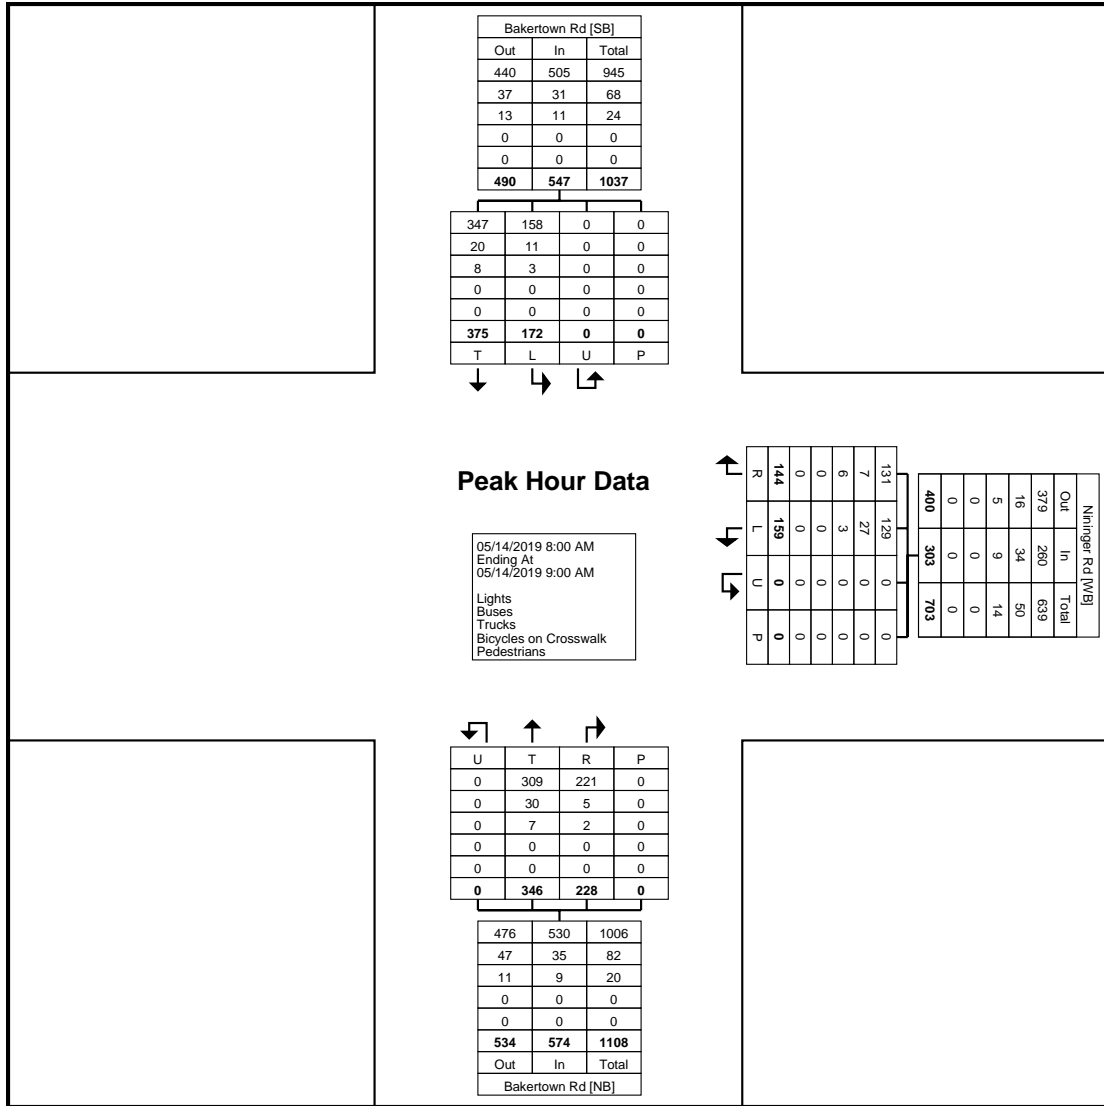 Bakertown Rd [SB]
Out In Total
440 505 945
37 31 68
13 11 24
0 0 0
0 0 0
490 547 1037
347 158 0 0
20 11 0 0
8 3 0 0
0 0 0 0
0 0 0 0
375 172 0 0
T L U P
Peak Hour Data
05/14/2019 8:00 AM
Ending At
05/14/2019 9:00 AM
Lights
Buses
Trucks
Bicycles on Crosswalk
Pedestrians
Nininger Rd [WB]
Out In Total
379 260 639
16 34 50
5 9 14
0 0 0
0 0 0
400 303 703
131 129 0 0
7 27 0 0
6 3 0 0
0 0 0 0
0 0 0 0
144 159 0 0
R L U P
U T R P
0 309 221 0
0 30 5 0
0 7 2 0
0 0 0 0
0 0 0 0
0 346 228 0
476 530 1006
47 35 82
11 9 20
0 0 0
0 0 0
534 574 1108
Out In Total
Bakertown Rd [NB]